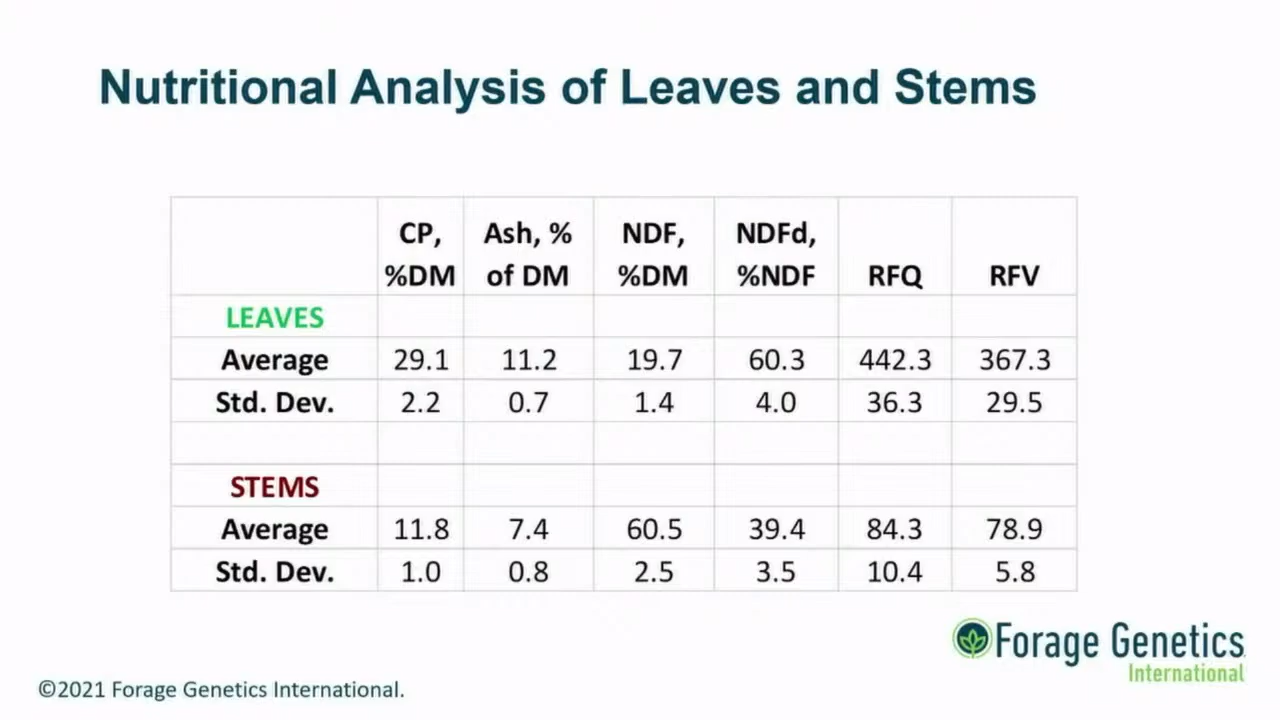 Nutritional Analysis of Leaves and Stems
CP, Ash, % NDF, NDFd,
%DM of DM %DM %NDF RFQ RFV
LEAVES
Average 29.1 11.2 19.7 60.3 442.3 367.3
Std. Dev. 2.2 0.7 1.4 4.0 36.3 29.5
STEMS
Average 11.8 7.4 60.5 39.4 84.3 78.9
Std. Dev. 1.0 0.8 2.5 3.5 10.4 5.8
Forage Genetics
International
©2021 Forage Genetics International.